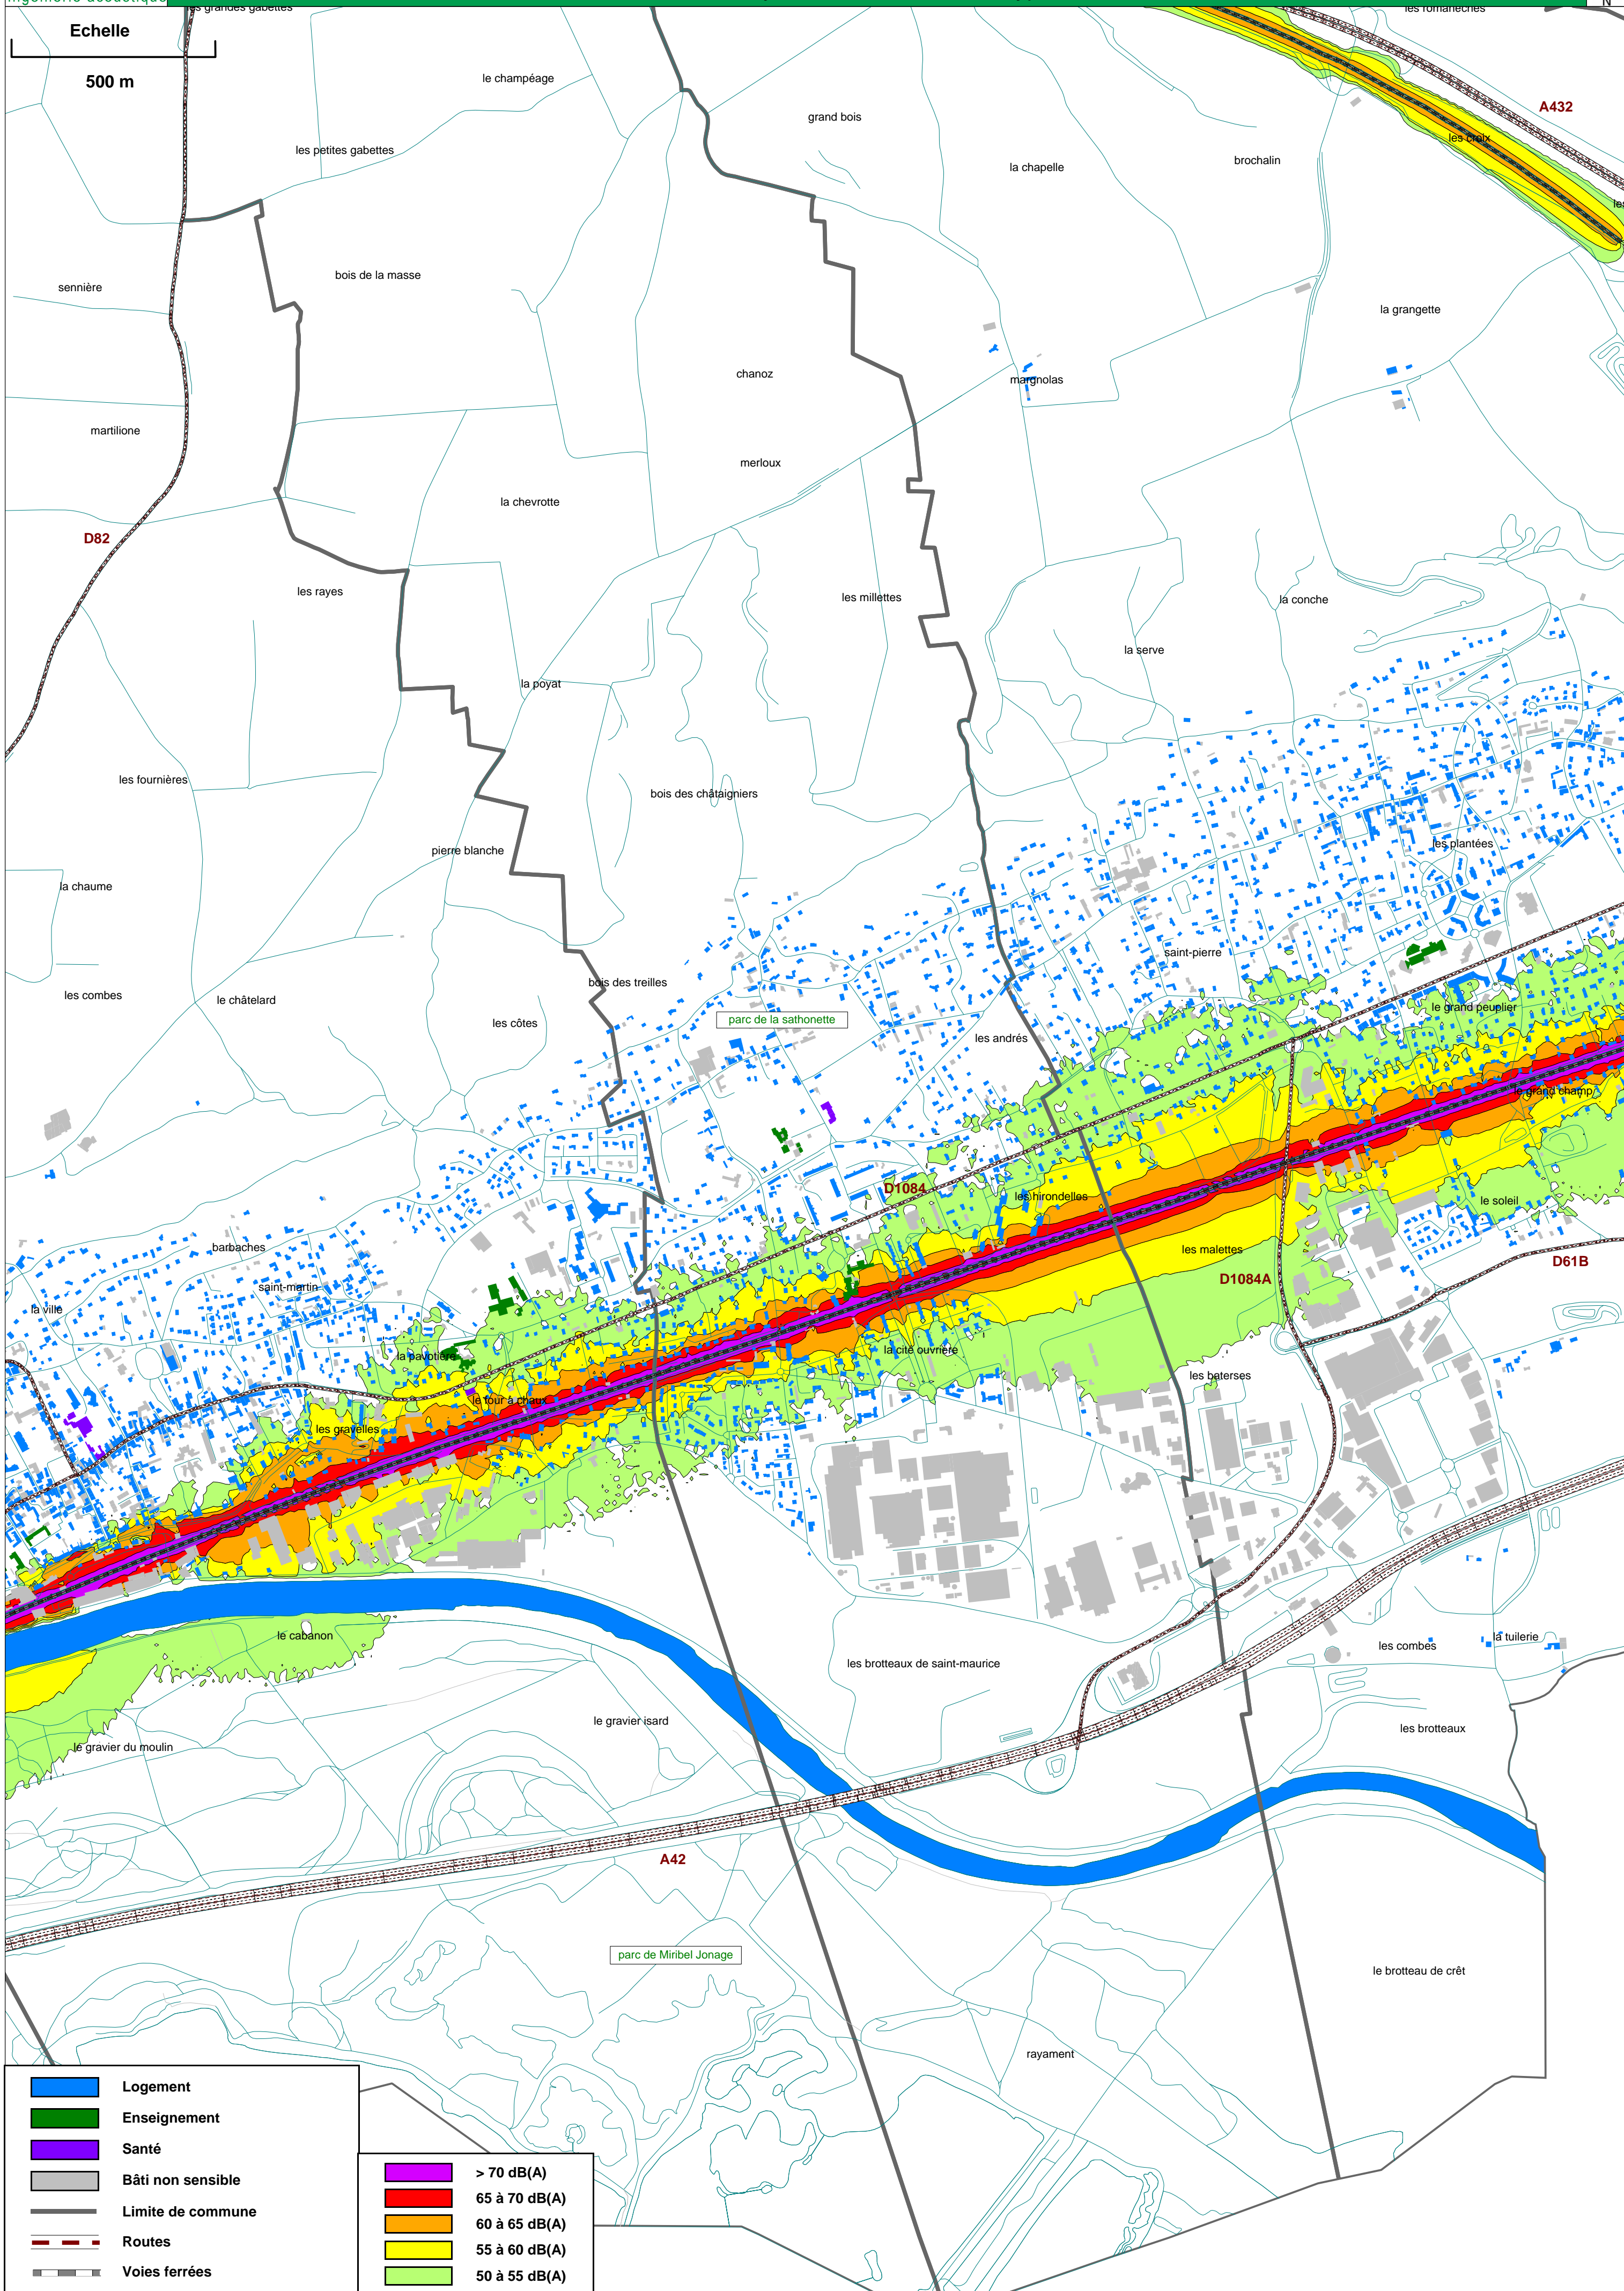 ingénierie acoustique
N
les grandes gabettes
les romanèches
Echelle
500 m
le champéage
A432
grand bois
les croix
les petites gabettes
brochalin
la chapelle
les
bois de la masse
sennière
la grangette
chanoz
margnolas
martilione
merloux
la chevrotte
D82
les rayes
les millettes
la conche
la serve
la poyat
les fournières
bois des châtaigniers
pierre blanche
les plantées
la chaume
saint-pierre
bois des treilles
les combes
le châtelard
le grand peuplier
parc de la sathonette
les côtes
les andrés
le grand champ
D1084
les hirondelles
le soleil
barbaches
les malettes
D61B
D1084A
saint-martin
la ville
la cité ouvrière
la pavotière
les baterses
le four à chaux
les gravelles
le cabanon
la tuilerie
les combes
les brotteaux de saint-maurice
le gravier isard
les brotteaux
le gravier du moulin
A42
parc de Miribel Jonage
le brotteau de crêt
rayament
Logement
Enseignement
Santé
Bâti non sensible
Limite de commune
Routes
Voies ferrées
> 70 dB(A)
65 à 70 dB(A)
60 à 65 dB(A)
55 à 60 dB(A)
50 à 55 dB(A)